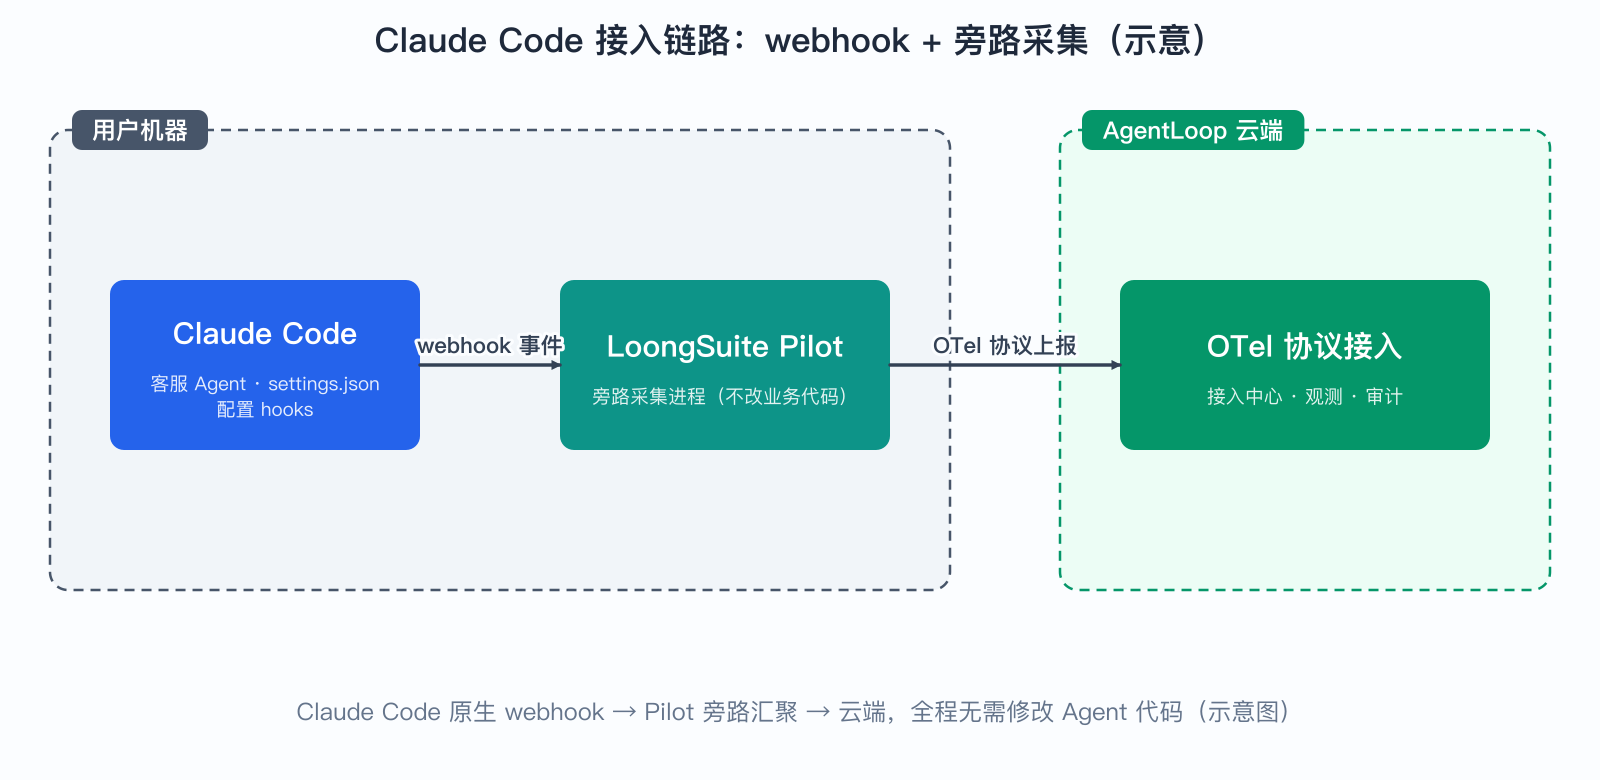 Claude Code 接入链路：webhook + 旁路采集（示意）
用户机器
AgentLoop 云端
Claude Code
客服 Agent · settings.json
配置 hooks
webhook 事件
LoongSuite Pilot
旁路采集进程（不改业务代码）
OTel 协议上报
OTel 协议接入
接入中心 · 观测 · 审计
Claude Code 原生 webhook → Pilot 旁路汇聚 → 云端，全程无需修改 Agent 代码（示意图）